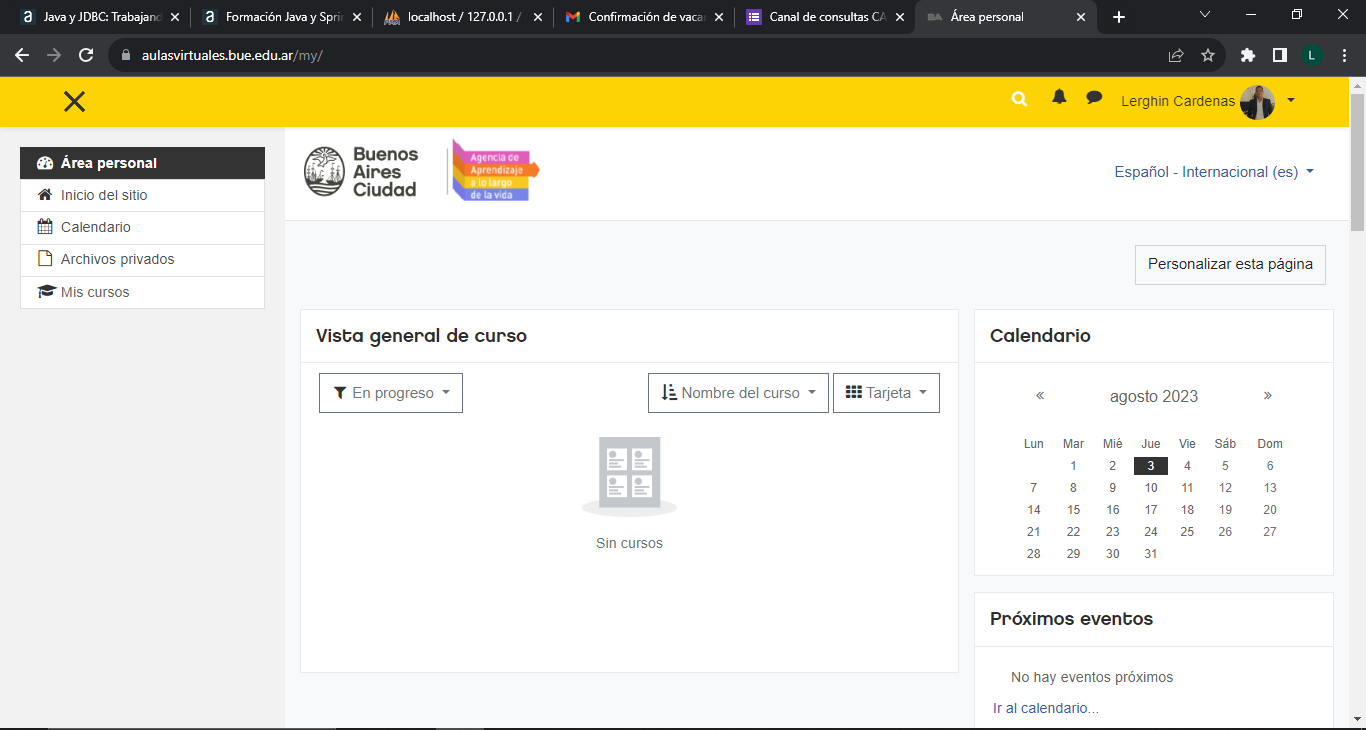 Java y JDBC: Trabajand
Formación Java y Sprin
localhost / 127.0.0.1 /
Confirmación de vacan
Canal de consultas CA
Área personal
aulasvirtuales.bue.edu.ar/my/
L
Lerghin Cardenas
Área personal
Inicio del sitio
Calendario
Archivos privados
Mis cursos
Buenos
Aires
Ciudad
Agencia de
Aprendizaje
a lo largo
de la vida
Español - Internacional (es)
Personalizar esta página
Vista general de curso
En progreso
Nombre del curso
Tarjeta
Sin cursos
Calendario
« agosto 2023 »
Lun Mar Mié Jue Vie Sáb Dom
1 2 3 4 5 6
7 8 9 10 11 12 13
14 15 16 17 18 19 20
21 22 23 24 25 26 27
28 29 30 31
Próximos eventos
No hay eventos próximos
Ir al calendario...